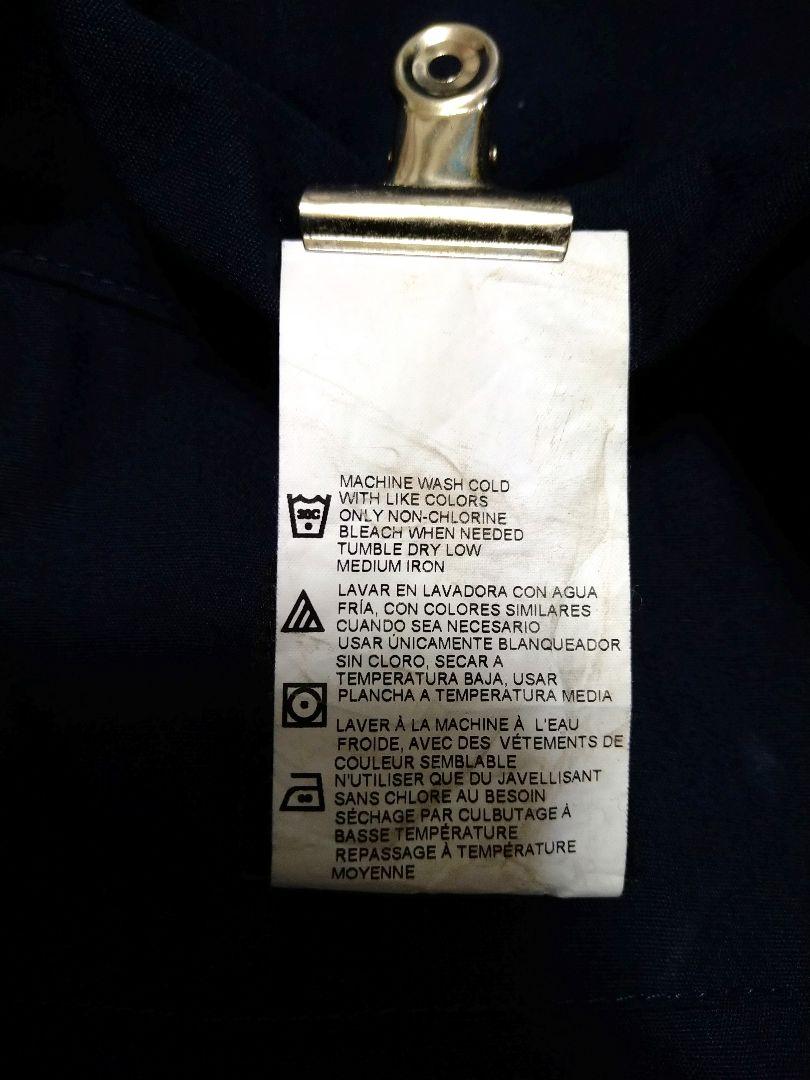 MACHINE WASH COLD
WITH LIKE COLORS
30C
ONLY NON-CHLORINE
BLEACH WHEN NEEDED
TUMBLE DRY LOW
MEDIUM IRON
LAVAR EN LAVADORA CON AGUA
FRÍA, CON COLORES SIMILARES
CUANDO SEA NECESARIO
USAR ÚNICAMENTE BLANQUEADOR
SIN CLORO, SECAR A
TEMPERATURA BAJA, USAR
PLANCHA A TEMPERATURA MEDIA
LAVER À LA MACHINE À L'EAU
FROIDE, AVEC DES VÉTEMENTS DE
COULEUR SEMBLABLE
N'UTILISER QUE DU JAVELLISANT
SANS CHLORE AU BESOIN
SÉCHAGE PAR CULBUTAGE À
BASSE TEMPÉRATURE
REPASSAGE À TEMPÉRATURE
MOYENNE